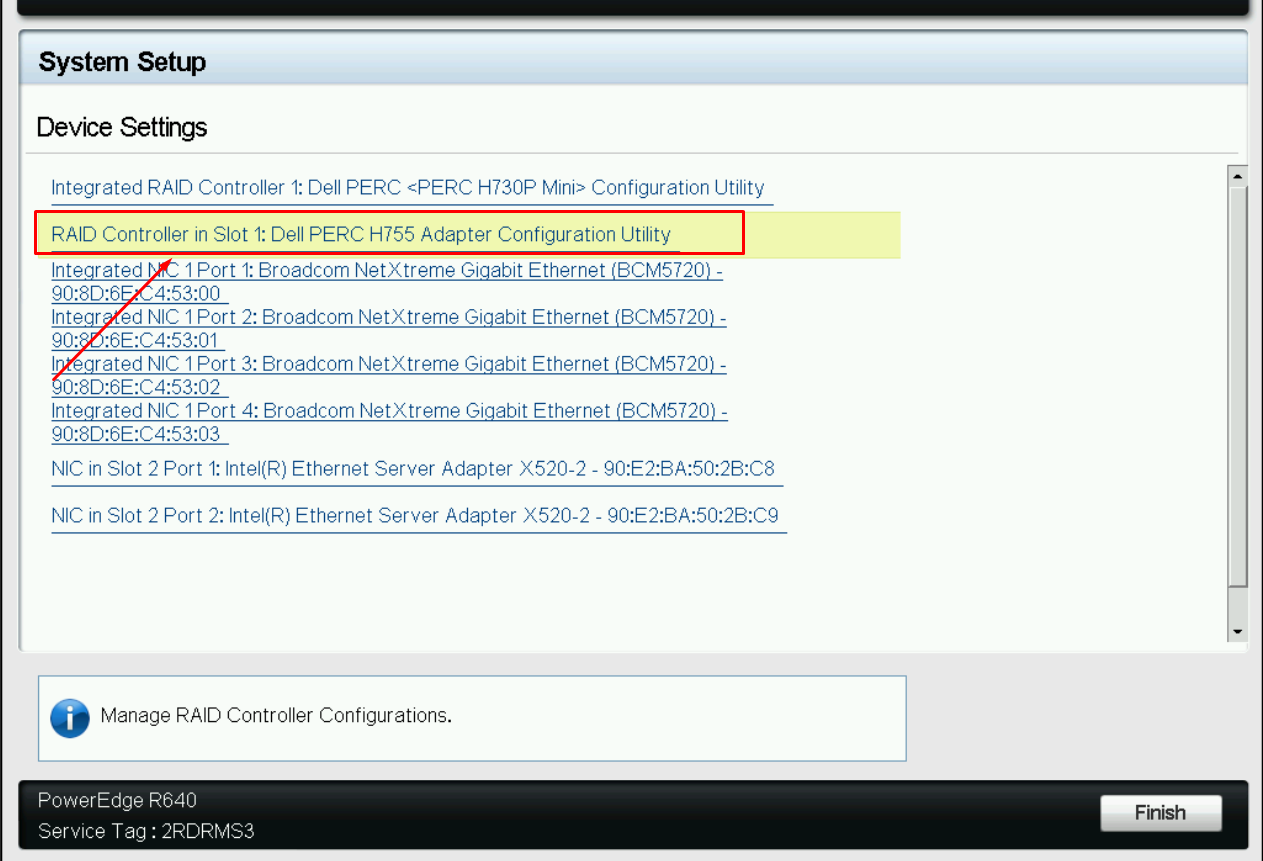 System Setup
Device Settings
Integrated RAID Controller 1: Dell PERC <PERC H730P Mini> Configuration Utility
RAID Controller in Slot 1: Dell PERC H755 Adapter Configuration Utility
Integrated NIC 1 Port 1: Broadcom NetXtreme Gigabit Ethernet (BCM5720) -
90:8D:6E:C4:53:00
Integrated NIC 1 Port 2: Broadcom NetXtreme Gigabit Ethernet (BCM5720) -
90:8D:6E:C4:53:01
Integrated NIC 1 Port 3: Broadcom NetXtreme Gigabit Ethernet (BCM5720) -
90:8D:6E:C4:53:02
Integrated NIC 1 Port 4: Broadcom NetXtreme Gigabit Ethernet (BCM5720) -
90:8D:6E:C4:53:03
NIC in Slot 2 Port 1: Intel(R) Ethernet Server Adapter X520-2 - 90:E2:BA:50:2B:C8
NIC in Slot 2 Port 2: Intel(R) Ethernet Server Adapter X520-2 - 90:E2:BA:50:2B:C9
Manage RAID Controller Configurations.
PowerEdge R640
Service Tag : 2RDRMS3
Finish